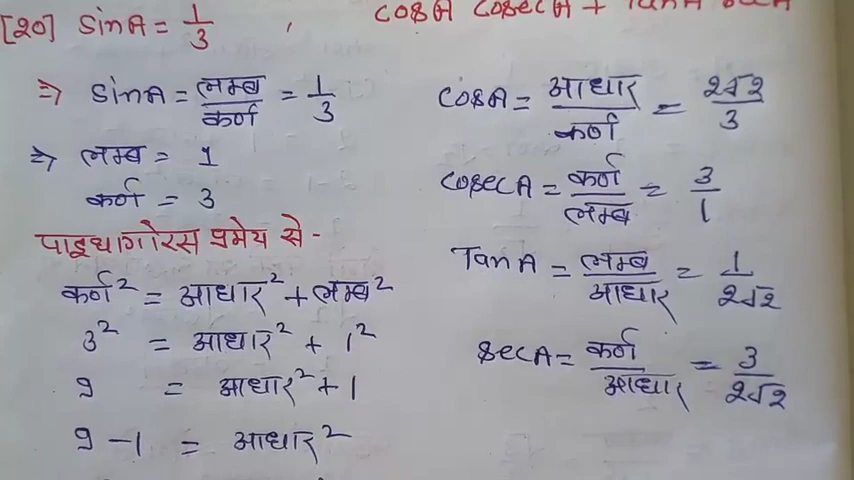 [20] sinA = 1/3 , cosA cosecA + TanA secA
⇒ sinA = लम्ब/कर्ण = 1/3
⇒ लम्ब = 1
कर्ण = 3
पाइथागोरस प्रमेय से -
कर्ण² = आधार² + लम्ब²
3² = आधार² + 1²
9 = आधार² + 1
9 - 1 = आधार²
cosA = आधार/कर्ण = 2√2/3
cosecA = कर्ण/लम्ब = 3/1
TanA = लम्ब/आधार = 1/2√2
secA = कर्ण/आधार = 3/2√2